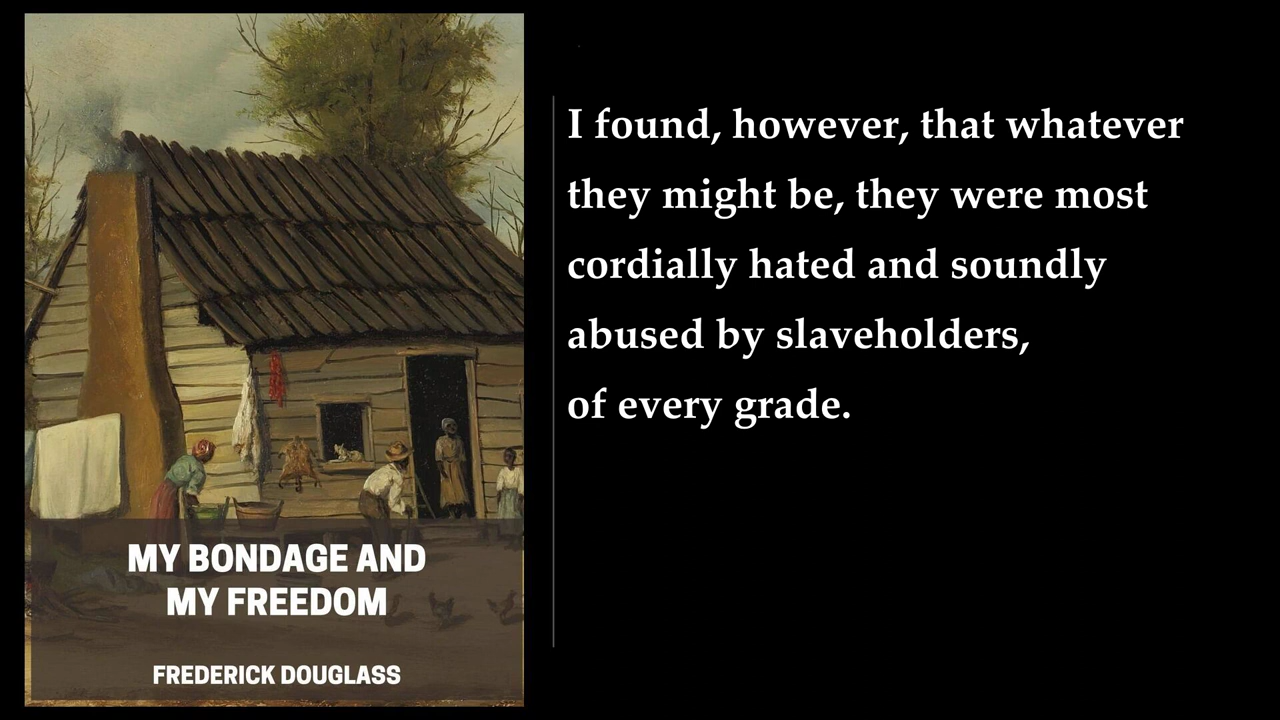 MY BONDAGE AND
MY FREEDOM
FREDERICK DOUGLASS
I found, however, that whatever
they might be, they were most
cordially hated and soundly
abused by slaveholders,
of every grade.